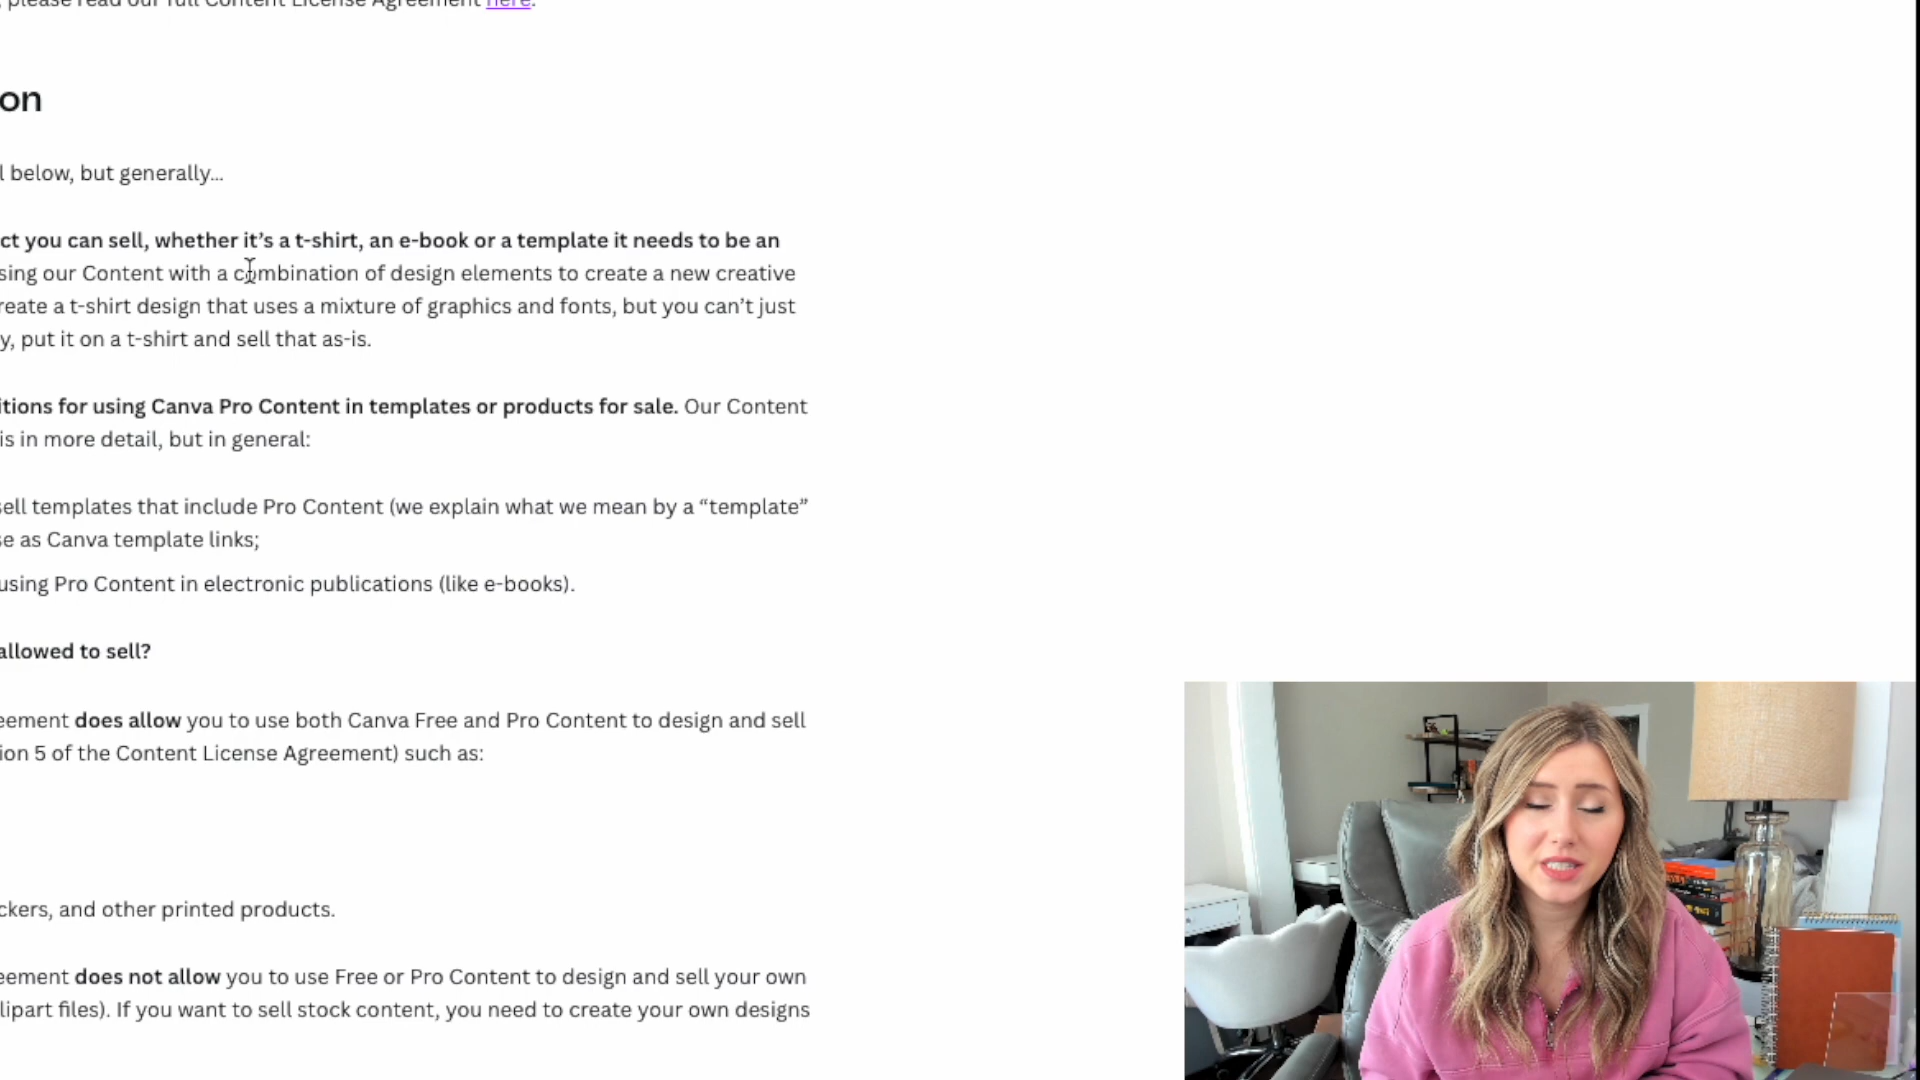 please read our full Content License Agreement here.
on
below, but generally...
ct you can sell, whether it's a t-shirt, an e-book or a template it needs to be an
sing our Content with a combination of design elements to create a new creative
reate a t-shirt design that uses a mixture of graphics and fonts, but you can't just
y, put it on a t-shirt and sell that as-is.
itions for using Canva Pro Content in templates or products for sale. Our Content
is in more detail, but in general:
sell templates that include Pro Content (we explain what we mean by a “template”
se as Canva template links;
using Pro Content in electronic publications (like e-books).
allowed to sell?
eement does allow you to use both Canva Free and Pro Content to design and sell
ion 5 of the Content License Agreement) such as:
ckers, and other printed products.
eement does not allow you to use Free or Pro Content to design and sell your own
lipart files). If you want to sell stock content, you need to create your own designs